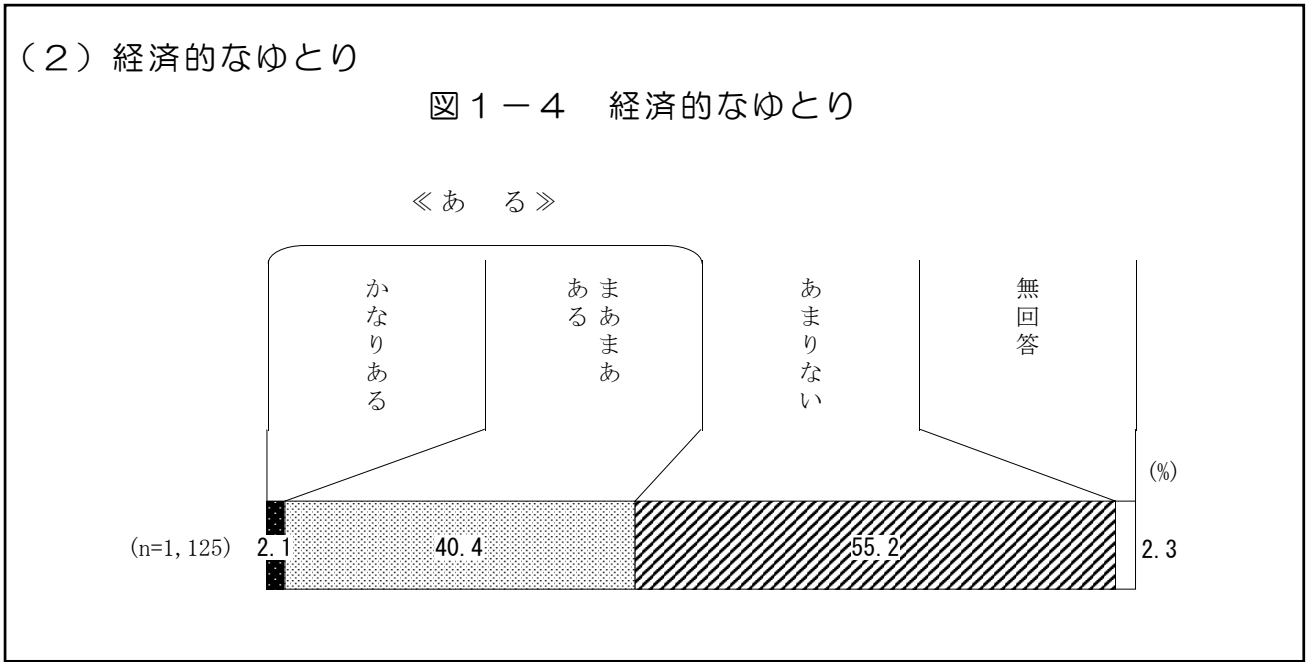 （２）経済的なゆとり
図１－４　経済的なゆとり
≪あ　る≫
かなりある
まあまあ
ある
あまりない
無回答
(%)
(n=1,125) 2.1 40.4 55.2 2.3